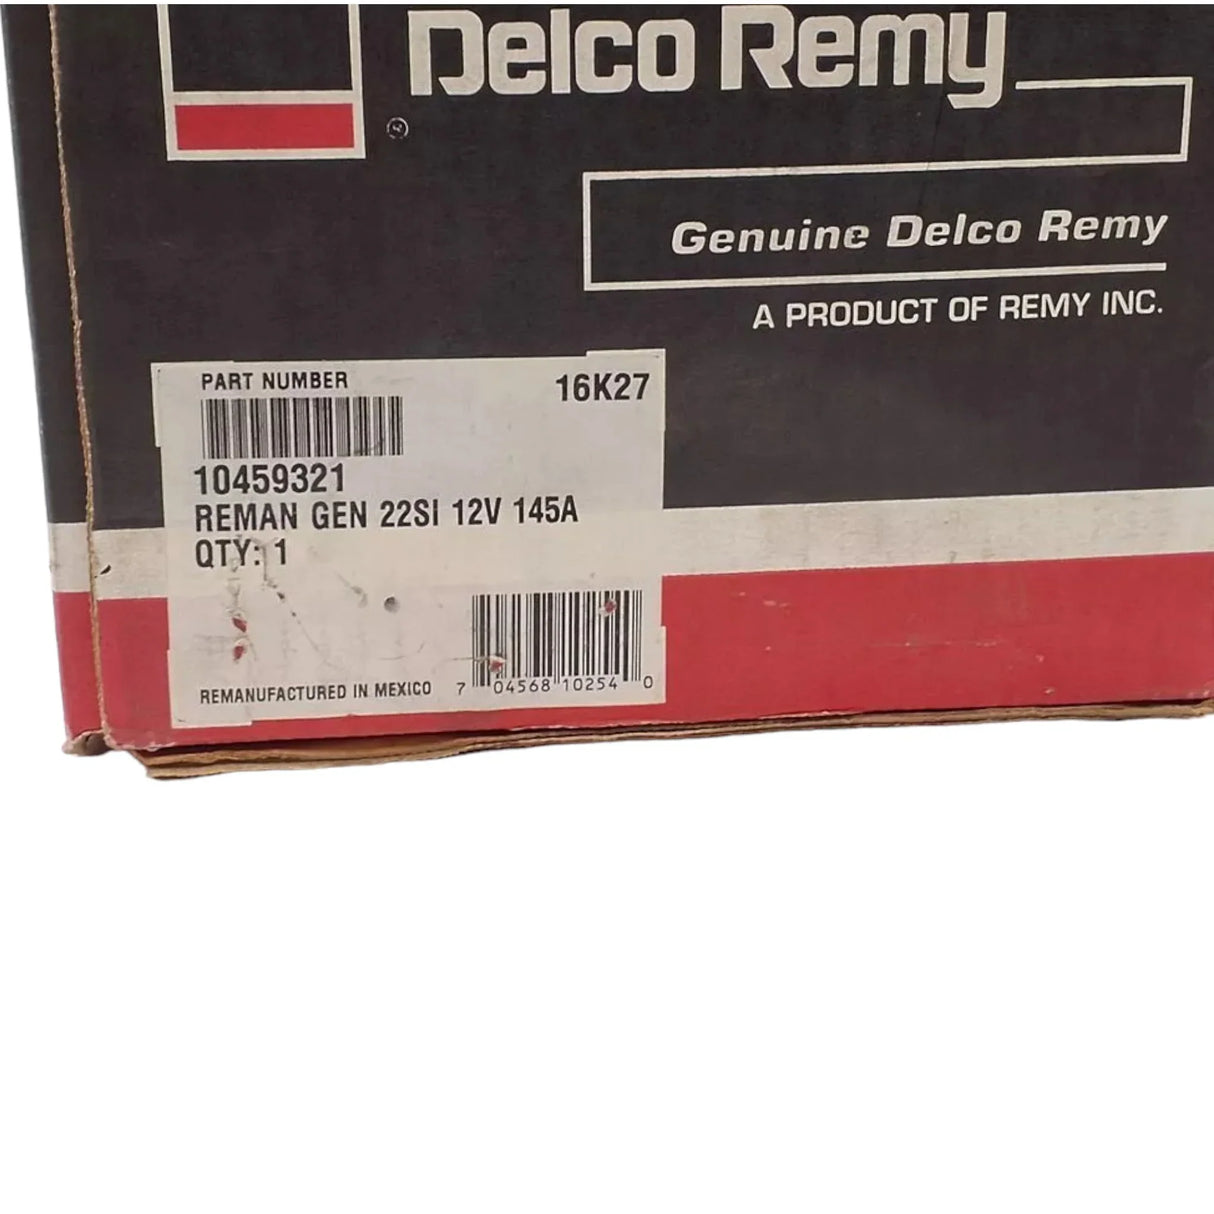 Delco Remy
®
Genuine Delco Remy
A PRODUCT OF REMY INC.
PART NUMBER 16K27
10459321
REMAN GEN 22SI 12V 145A
QTY: 1
REMANUFACTURED IN MEXICO 7 04568 10254 0